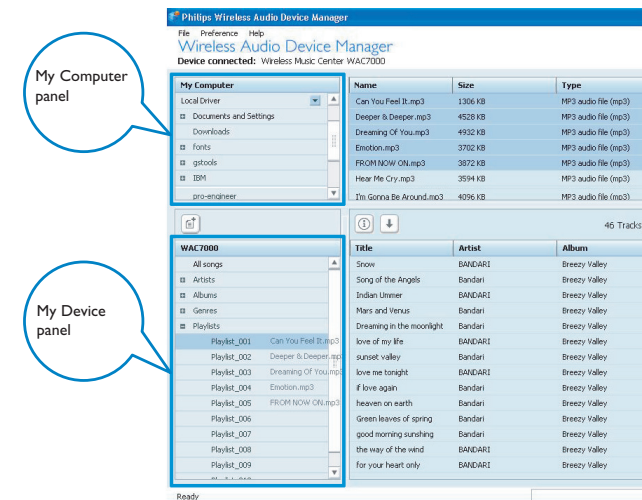 Philips Wireless Audio Device Manager
File Preference Help
Wireless Audio Device Manager
Device connected: Wireless Music Center WAC7000
My Computer panel
My Computer
Local Driver
Documents and Settings
Downloads
fonts
gstools
IBM
pro-engineer
Name Size Type
Can You Feel It.mp3 1306 KB MP3 audio file (mp3)
Deeper & Deeper.mp3 4528 KB MP3 audio file (mp3)
Dreaming Of You.mp3 4932 KB MP3 audio file (mp3)
Emotion.mp3 3702 KB MP3 audio file (mp3)
FROM NOW ON.mp3 3872 KB MP3 audio file (mp3)
Hear Me Cry.mp3 3594 KB MP3 audio file (mp3)
I'm Gonna Be Around.mp3 4096 KB MP3 audio file (mp3)
46 Tracks
My Device panel
WAC7000
All songs
Artists
Albums
Genres
Playlists
Playlist_001 Can You Feel It.mp3
Playlist_002 Deeper & Deeper.mp
Playlist_003 Dreaming Of You.mp3
Playlist_004 Emotion.mp3
Playlist_005 FROM NOW ON.mp3
Playlist_006
Playlist_007
Playlist_008
Playlist_009
Title Artist Album
Snow BANDARI Breezy Valley
Song of the Angels Bandari Breezy Valley
Indian Ummer BANDARI Breezy Valley
Mars and Venus Bandari Breezy Valley
Dreaming in the moonlight Bandari Breezy Valley
love of my life BANDARI Breezy Valley
sunset valley Bandari Breezy Valley
love me tonight BANDARI Breezy Valley
if love again Bandari Breezy Valley
heaven on earth Bandari Breezy Valley
Green leaves of spring Bandari Breezy Valley
good morning sunshing Bandari Breezy Valley
the way of the wind BANDARI Breezy Valley
for your heart only BANDARI Breezy Valley
Ready